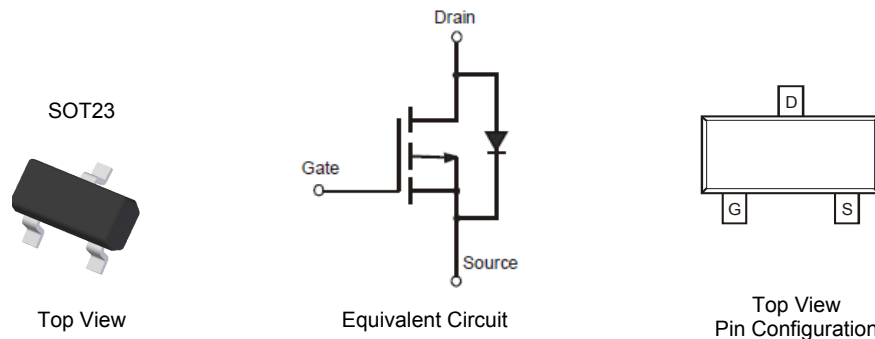 SOT23
Top View
Drain
Gate
Source
Equivalent Circuit
D
G
S
Top View
Pin Configuration